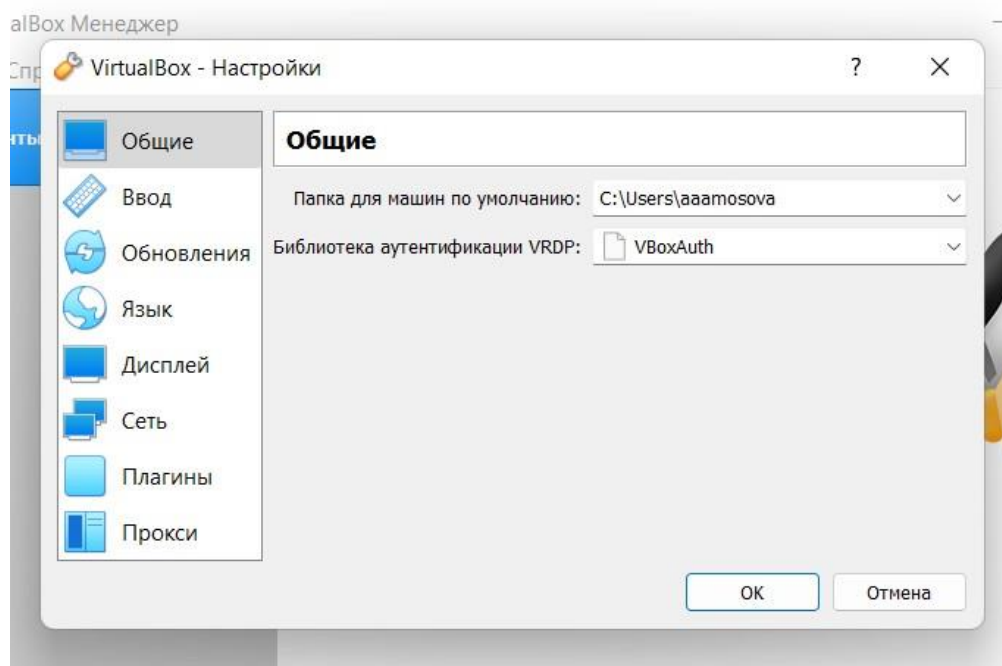 alBox Менеджер
Спр
VirtualBox - Настройки
?
нты
Общие
Ввод
Обновления
Язык
Дисплей
Сеть
Плагины
Прокси
Общие
Папка для машин по умолчанию: C:\Users\aaamosova
Библиотека аутентификации VRDP: VBoxAuth
OK Отмена